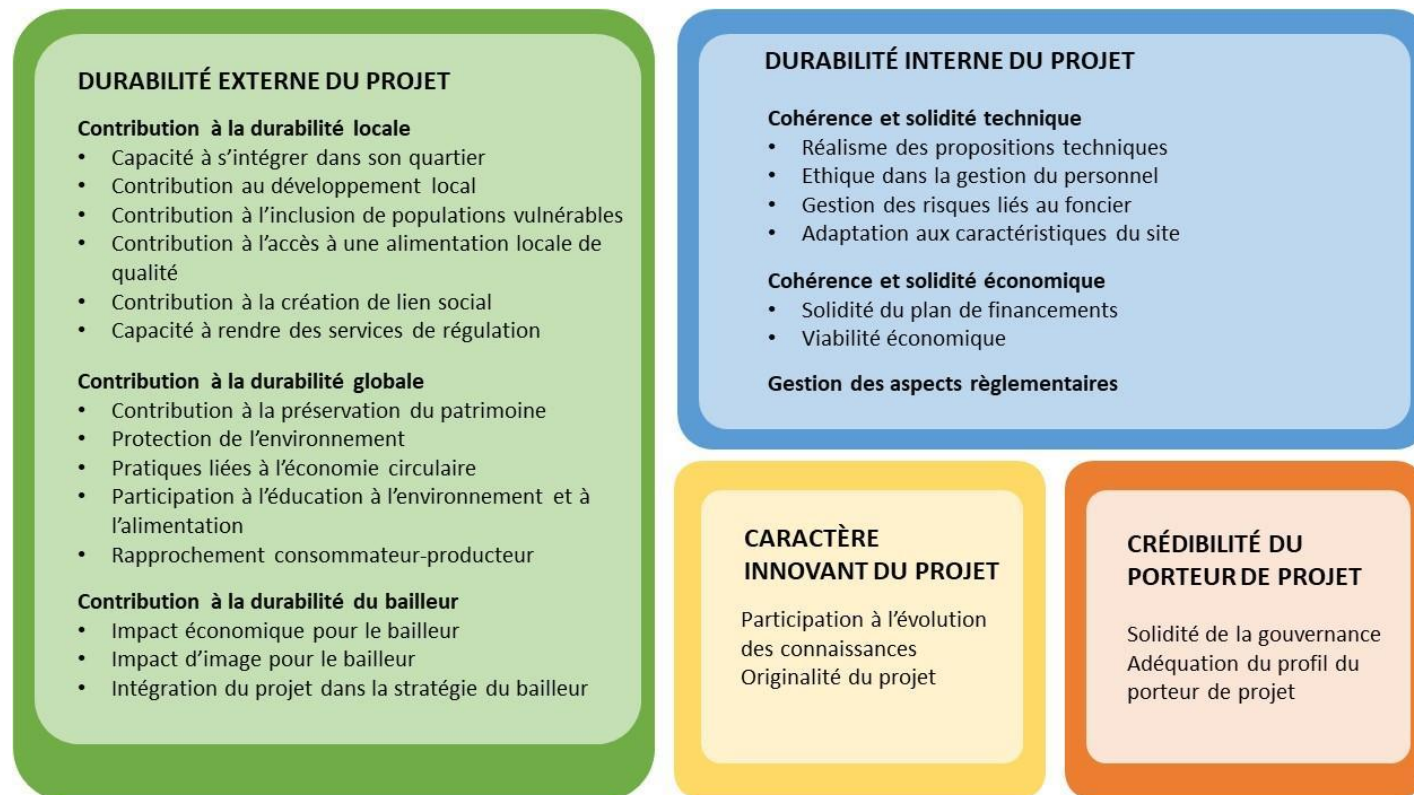 DURABILITÉ EXTERNE DU PROJET
Contribution à la durabilité locale
• Capacité à s’intégrer dans son quartier
• Contribution au développement local
• Contribution à l’inclusion de populations vulnérables
• Contribution à l’accès à une alimentation locale de
qualité
• Contribution à la création de lien social
• Capacité à rendre des services de régulation
Contribution à la durabilité globale
• Contribution à la préservation du patrimoine
• Protection de l’environnement
• Pratiques liées à l’économie circulaire
• Participation à l’éducation à l’environnement et à
l’alimentation
• Rapprochement consommateur-producteur
Contribution à la durabilité du bailleur
• Impact économique pour le bailleur
• Impact d’image pour le bailleur
• Intégration du projet dans la stratégie du bailleur
DURABILITÉ INTERNE DU PROJET
Cohérence et solidité technique
• Réalisme des propositions techniques
• Ethique dans la gestion du personnel
• Gestion des risques liés au foncier
• Adaptation aux caractéristiques du site
Cohérence et solidité économique
• Solidité du plan de financements
• Viabilité économique
Gestion des aspects règlementaires
CARACTÈRE
INNOVANT DU PROJET
Participation à l’évolution
des connaissances
Originalité du projet
CRÉDIBILITÉ DU
PORTEUR DE PROJET
Solidité de la gouvernance
Adéquation du profil du
porteur de projet